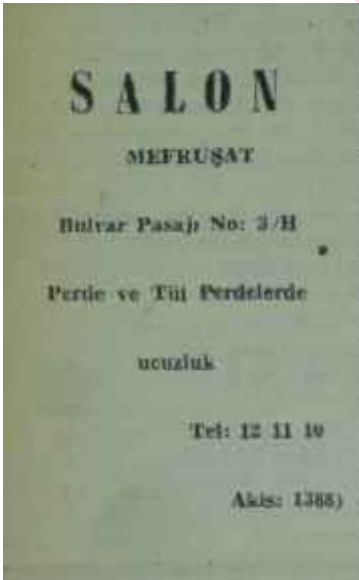 SALON
MEFRUŞAT
Bulvar Pasajı No: 3/H
Perde ve Tül Perdelerde
ucuzluk
Tel: 12 11 10
Akis: 1388)